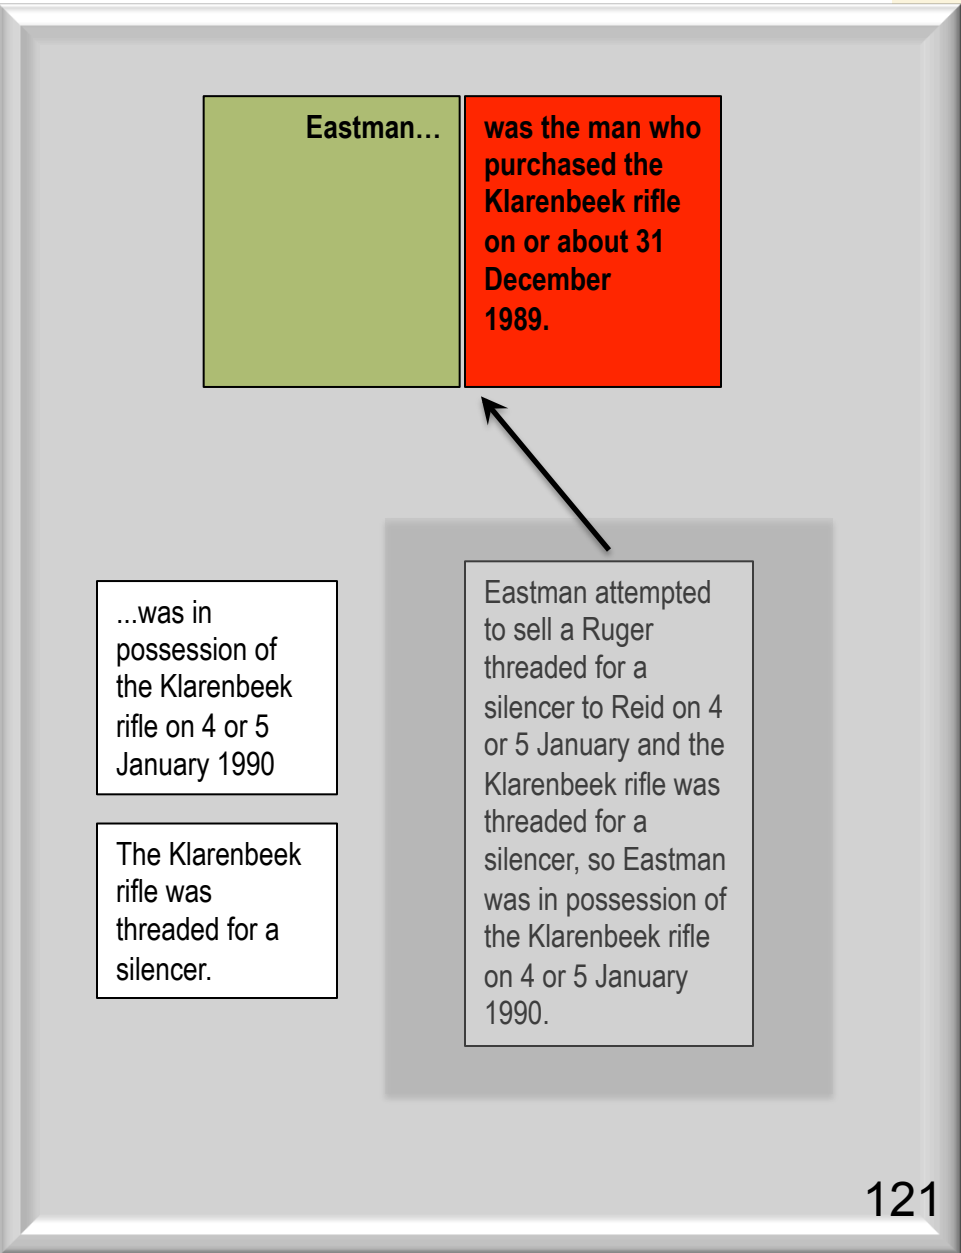 Eastman…
was the man who
purchased the
Klarenbeek rifle
on or about 31
December
1989.
...was in
possession of
the Klarenbeek
rifle on 4 or 5
January 1990
The Klarenbeek
rifle was
threaded for a
silencer.
Eastman attempted
to sell a Ruger
threaded for a
silencer to Reid on 4
or 5 January and the
Klarenbeek rifle was
threaded for a
silencer, so Eastman
was in possession of
the Klarenbeek rifle
on 4 or 5 January
1990.
121